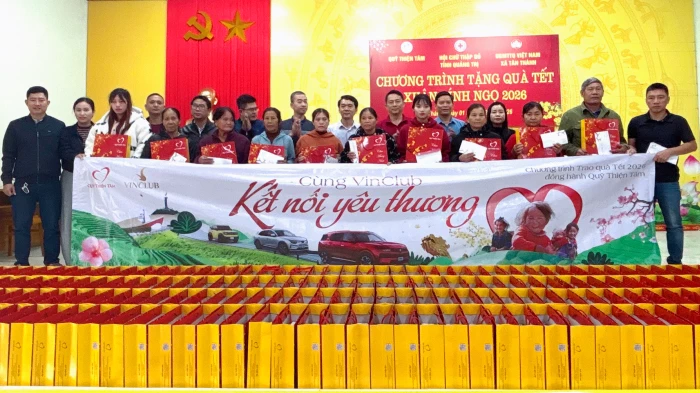 QUỸ THIỆN TÂM
HỘI CHỮ THẬP ĐỎ
TỈNH QUẢNG TRỊ
UBMTTQ VIỆT NAM
XÃ TÂN THÀNH
CHƯƠNG TRÌNH TẶNG QUÀ TẾT
NGỌ 2026
VINCLUB
Cùng VinClub
Kết nối yêu thương
Chương trình Trao quà Tết 2026
đồng hành Quỹ Thiện Tâm